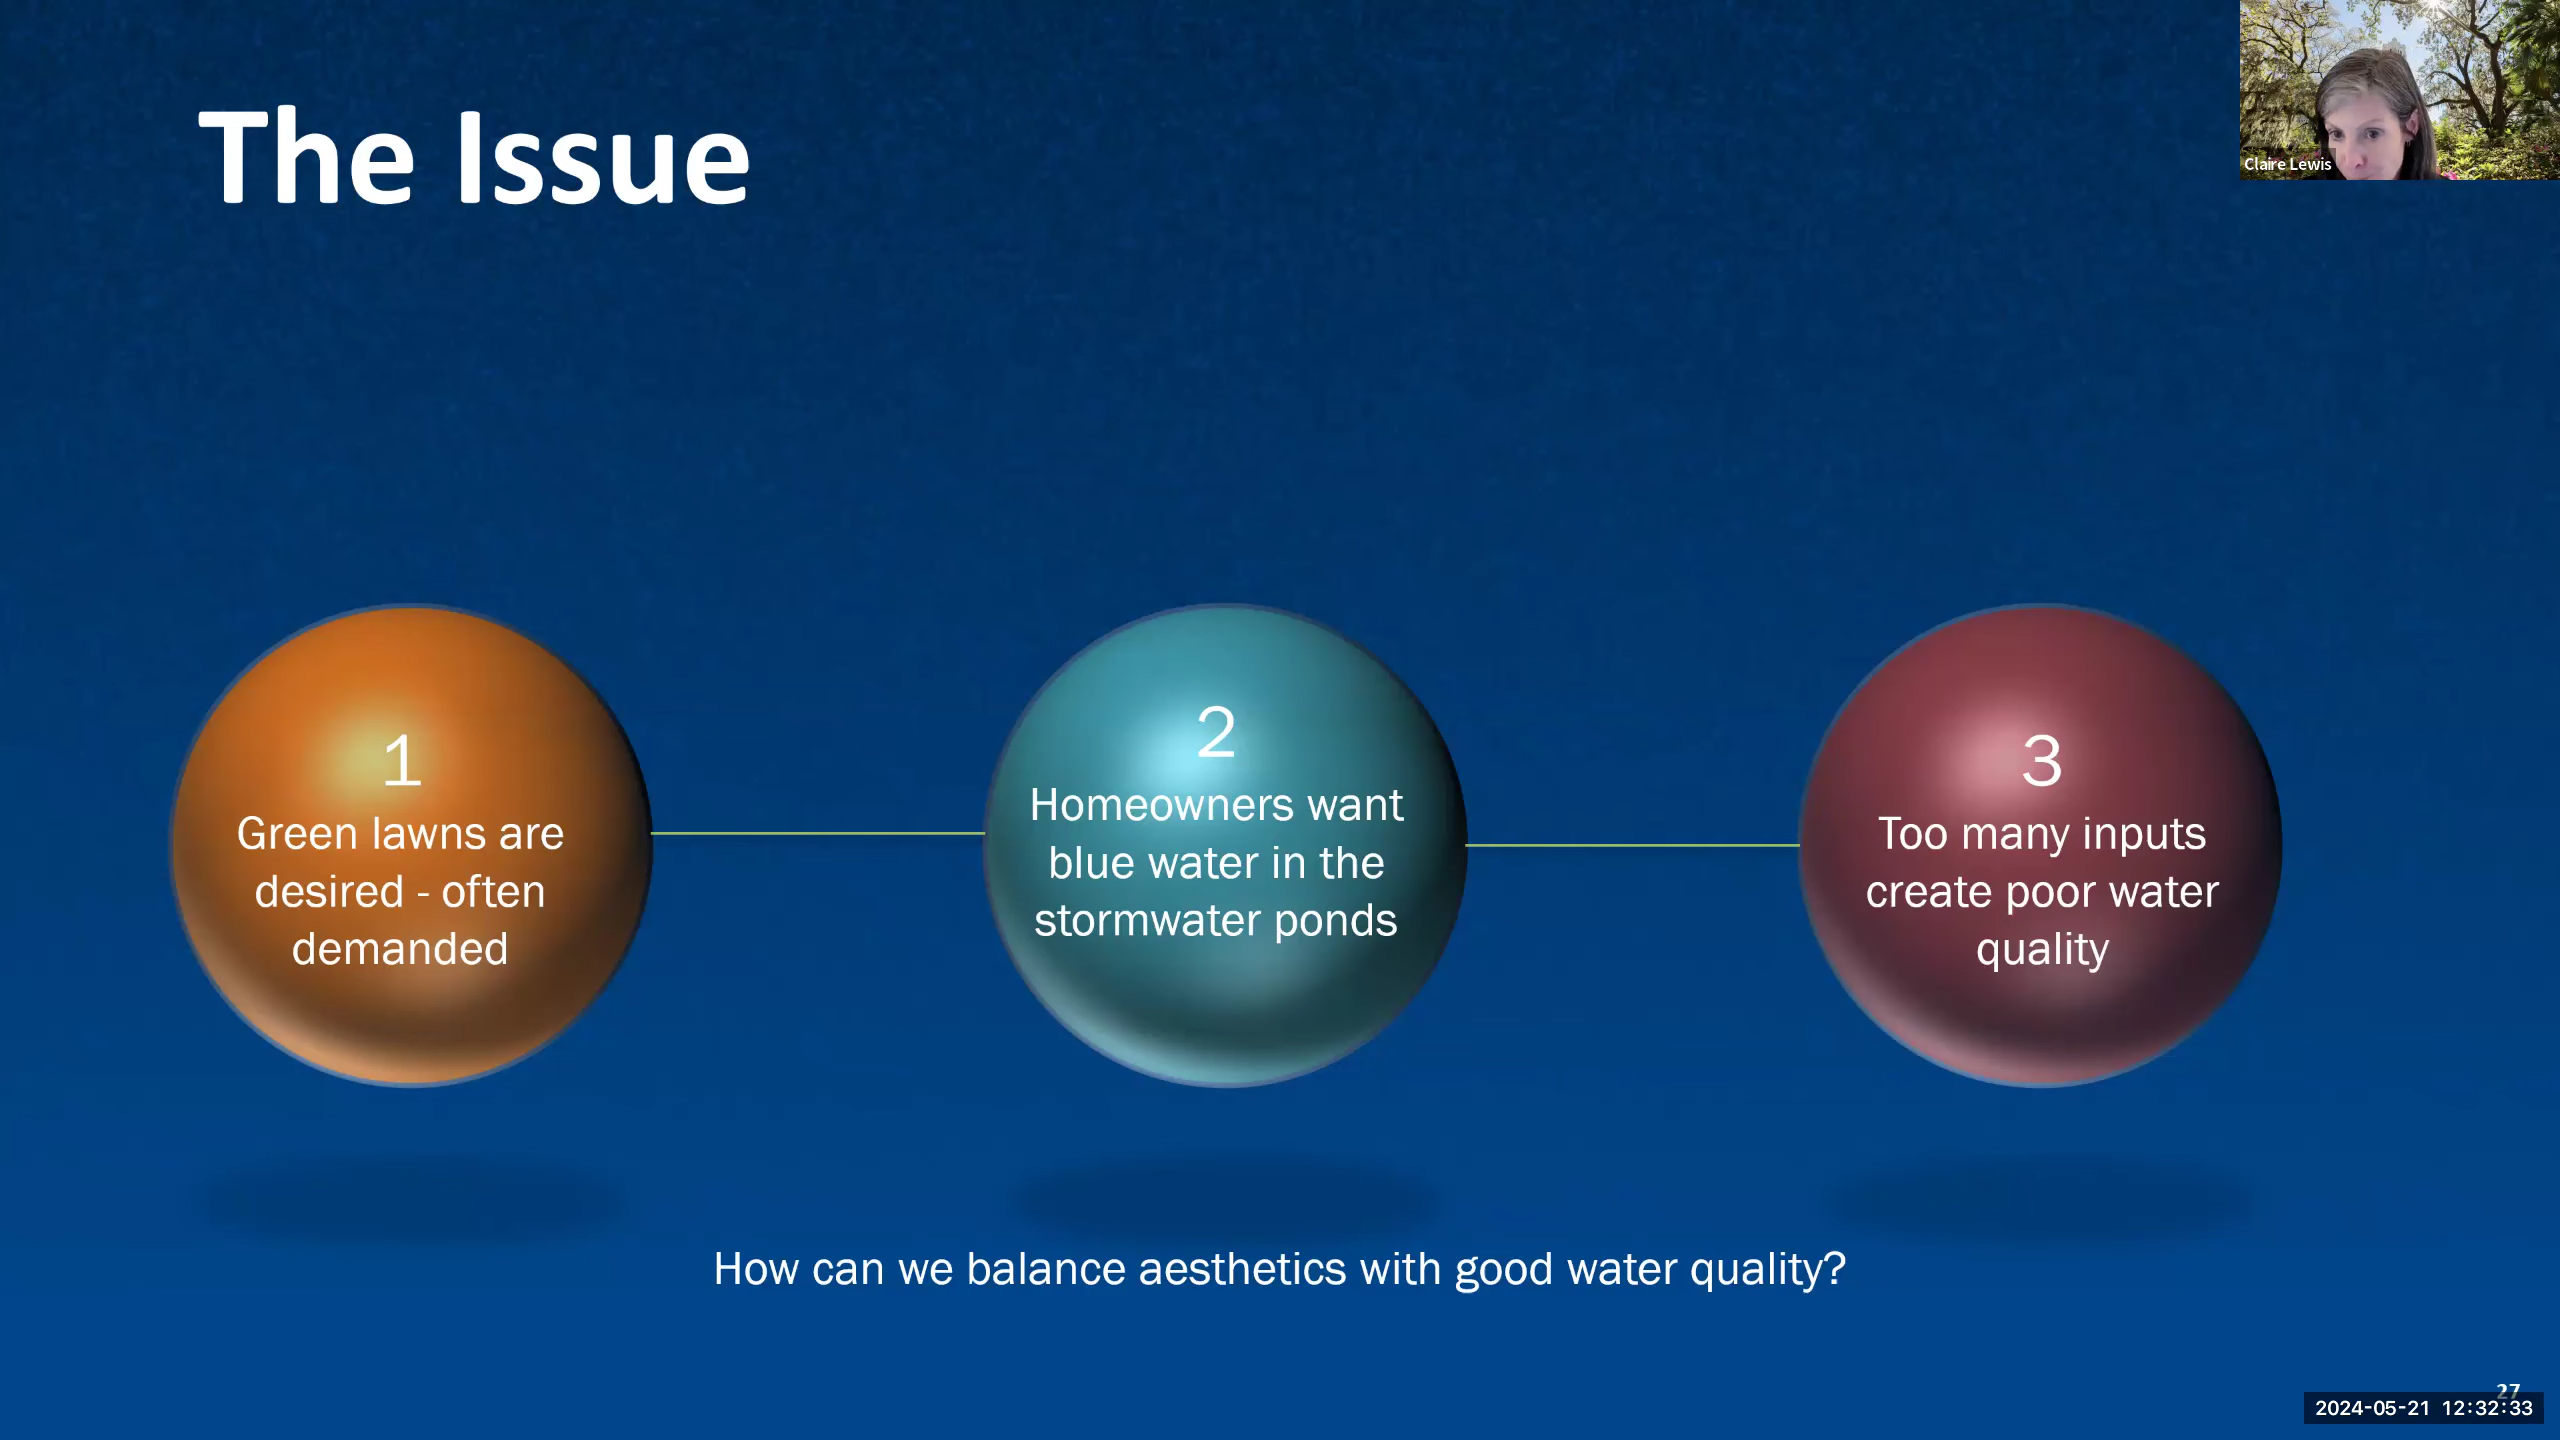 The Issue
Claire Lewis
1
Green lawns are
desired - often
demanded
2
Homeowners want
blue water in the
stormwater ponds
3
Too many inputs
create poor water
quality
How can we balance aesthetics with good water quality?
27
2024-05-21 12:32:33